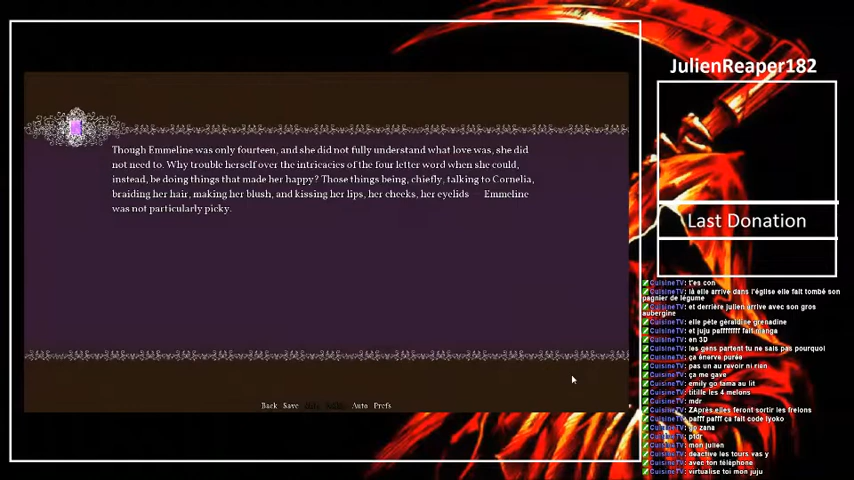 JulienReaper182
Though Emmeline was only fourteen, and she did not fully understand what love was, she did
not need to. Why trouble herself over the intricacies of the four letter word when she could,
instead, be doing things that made her happy? Those things being, chiefly, talking to Cornelia,
braiding her hair, making her blush, and kissing her lips, her cheeks, her eyelids Emmeline
was not particularly picky.
Back Save Auto Prefs
Last Donation
CuisineTV: t'es con
CuisineTV: là elle arrive dans l'église elle fait tombé son
pagnier de légume
CuisineTV: et derrière julien arrive avec son gros
aubergine
CuisineTV: elle pète géraldine grenadine
CuisineTV: et juju paffffffff fait manga
CuisineTV: en 3D
CuisineTV: les gens partent tu ne sais pas pourquoi
CuisineTV: ça énerve purée
CuisineTV: pas un au revoir ni rien
CuisineTV: ça me gave
CuisineTV: emily go fama au lit
CuisineTV: titille les 4 melons
CuisineTV: mdr
CuisineTV: ZAprès elles feront sortir les frelons
CuisineTV: pafff pafff ça fait code lyoko
CuisineTV: go zana
CuisineTV: ptdr
CuisineTV: mon julien
CuisineTV: deactive les tours vas y
CuisineTV: avec ton téléphone
CuisineTV: virtualise toi mon juju